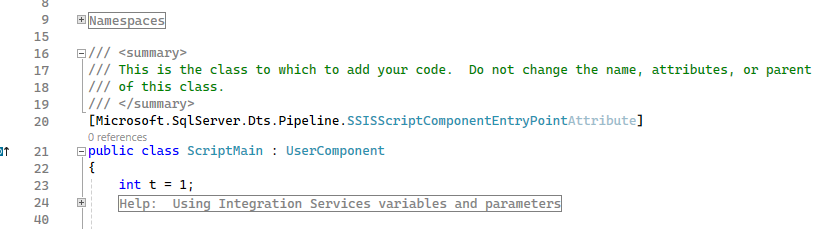 8
9 Namespaces
15
16 /// <summary>
17 /// This is the class to which to add your code.  Do not change the name, attributes, or parent
18 /// of this class.
19 /// </summary>
20 [Microsoft.SqlServer.Dts.Pipeline.SSISScriptComponentEntryPointAttribute]
0 references
21 public class ScriptMain : UserComponent
22 {
23 int t = 1;
24 Help:  Using Integration Services variables and parameters
40